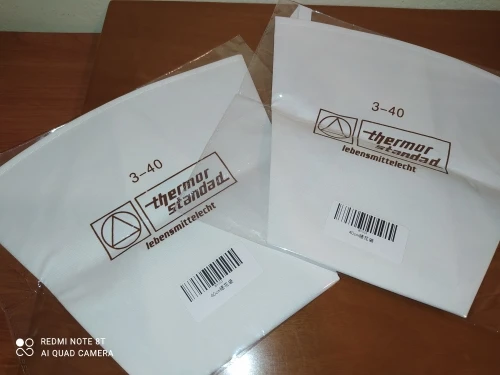 3-40
thermor
standad
lebensmittelecht
3-40
thermor
standad
lebensmittelecht
REDMI NOTE 8T
AI QUAD CAMERA